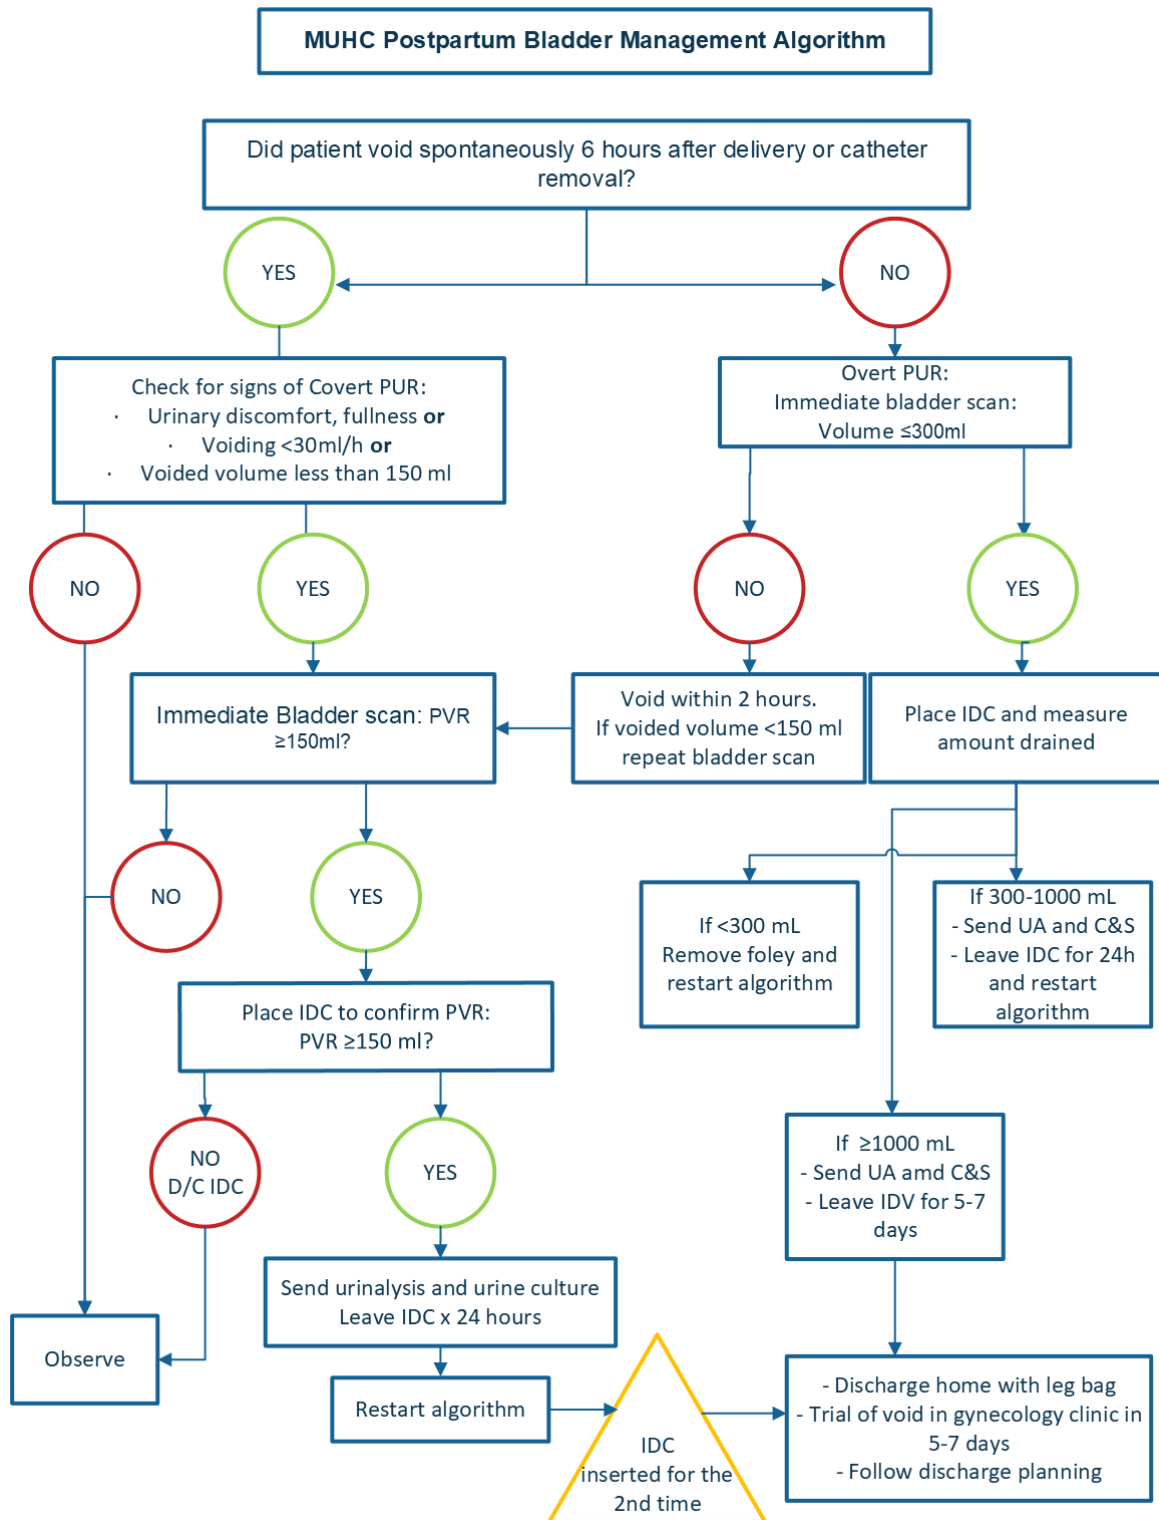 MUHC Postpartum Bladder Management Algorithm
Did patient void spontaneously 6 hours after delivery or catheter
removal?
YES
NO
Check for signs of Covert PUR:
· Urinary discomfort, fullness or
· Voiding <30ml/h or
· Voided volume less than 150 ml
Overt PUR:
Immediate bladder scan:
Volume ≤300ml
NO
YES
NO
YES
Immediate Bladder scan: PVR
≥150ml?
Void within 2 hours.
If voided volume <150 ml
repeat bladder scan
Place IDC and measure
amount drained
NO
YES
If <300 mL
Remove foley and
restart algorithm
If 300-1000 mL
- Send UA and C&S
- Leave IDC for 24h
and restart
algorithm
Place IDC to confirm PVR:
PVR ≥150 ml?
NO
D/C IDC
YES
If ≥1000 mL
- Send UA amd C&S
- Leave IDV for 5-7
days
Send urinalysis and urine culture
Leave IDC x 24 hours
Observe
Restart algorithm
IDC
inserted for the
2nd time
- Discharge home with leg bag
- Trial of void in gynecology clinic in
5-7 days
- Follow discharge planning